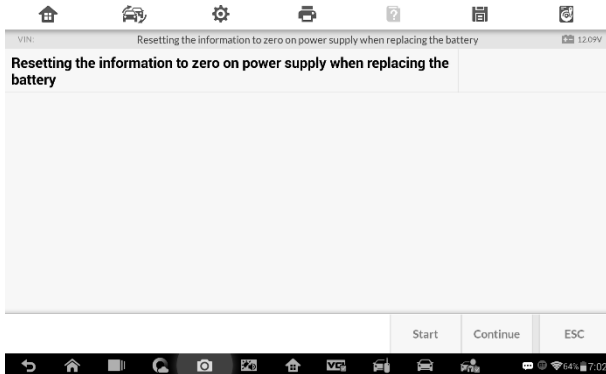 VIN:
Resetting the information to zero on power supply when replacing the battery
12.09V
Resetting the information to zero on power supply when replacing the
battery
Start
Continue
ESC
VCI
64%
7:02